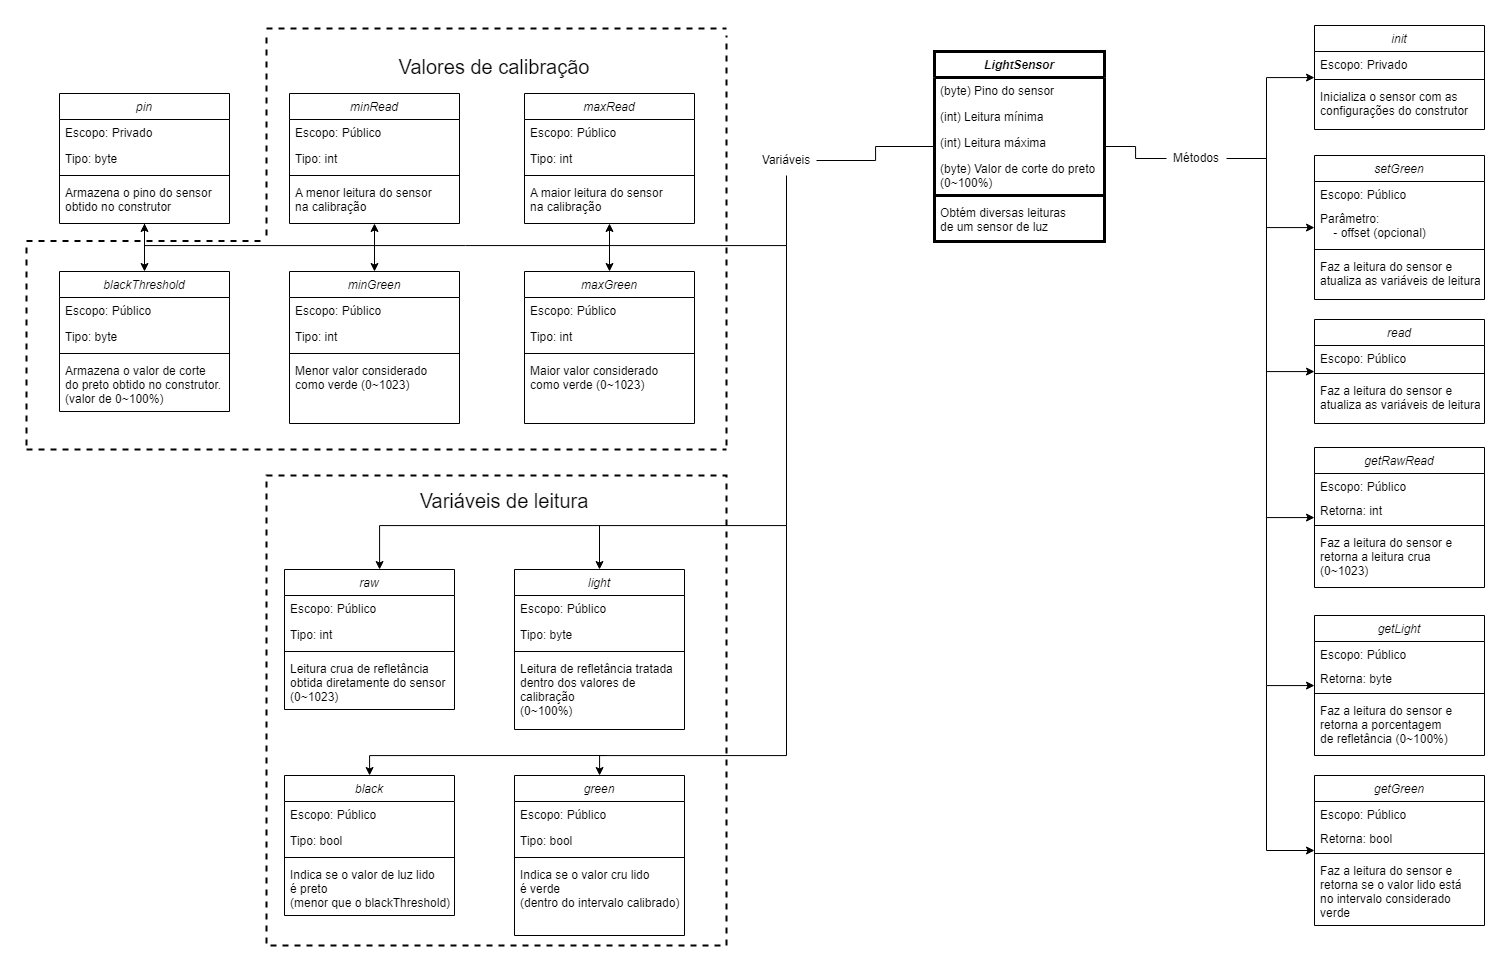 Valores de calibração
pin
Escopo: Privado
Tipo: byte
Armazena o pino do sensor
obtido no construtor
minRead
Escopo: Público
Tipo: int
A menor leitura do sensor
na calibração
maxRead
Escopo: Público
Tipo: int
A maior leitura do sensor
na calibração
blackThreshold
Escopo: Público
Tipo: byte
Armazena o valor de corte
do preto obtido no construtor.
(valor de 0~100%)
minGreen
Escopo: Público
Tipo: int
Menor valor considerado
como verde (0~1023)
maxGreen
Escopo: Público
Tipo: int
Maior valor considerado
como verde (0~1023)
Variáveis de leitura
raw
Escopo: Público
Tipo: int
Leitura crua de refletância
obtida diretamente do sensor
(0~1023)
light
Escopo: Público
Tipo: byte
Leitura de refletância tratada
dentro dos valores de
calibração
(0~100%)
black
Escopo: Público
Tipo: bool
Indica se o valor de luz lido
é preto
(menor que o blackThreshold)
green
Escopo: Público
Tipo: bool
Indica se o valor cru lido
é verde
(dentro do intervalo calibrado)
Variáveis
LightSensor
(byte) Pino do sensor
(int) Leitura mínima
(int) Leitura máxima
(byte) Valor de corte do preto
(0~100%)
Obtém diversas leituras
de um sensor de luz
Métodos
init
Escopo: Privado
Inicializa o sensor com as
configurações do construtor
setGreen
Escopo: Público
Parâmetro:
- offset (opcional)
Faz a leitura do sensor e
atualiza as variáveis de leitura
read
Escopo: Público
Faz a leitura do sensor e
atualiza as variáveis de leitura
getRawRead
Escopo: Público
Retorna: int
Faz a leitura do sensor e
retorna a leitura crua
(0~1023)
getLight
Escopo: Público
Retorna: byte
Faz a leitura do sensor e
retorna a porcentagem
de refletância (0~100%)
getGreen
Escopo: Público
Retorna: bool
Faz a leitura do sensor e
retorna se o valor lido está
no intervalo considerado
verde